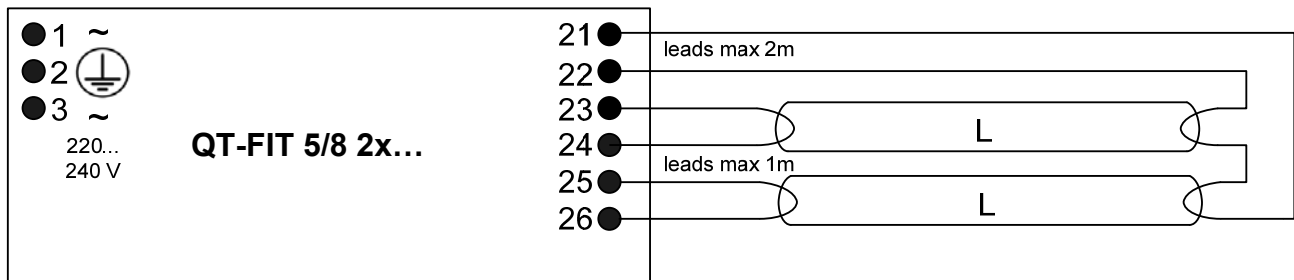 1 ~
2
3 ~
220...
240 V
QT-FIT 5/8 2x...
21
22
23
24
25
26
leads max 2m
leads max 1m
L
L